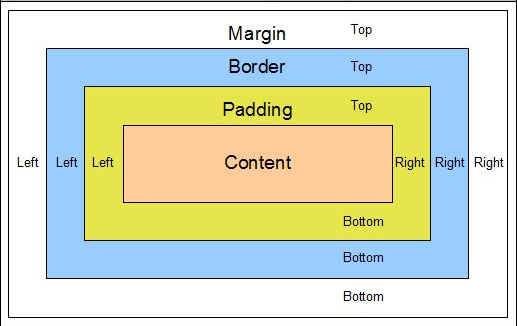 Margin Top
Border Top
Padding Top
Left Left Left Content Right Right Right
Bottom
Bottom
Bottom